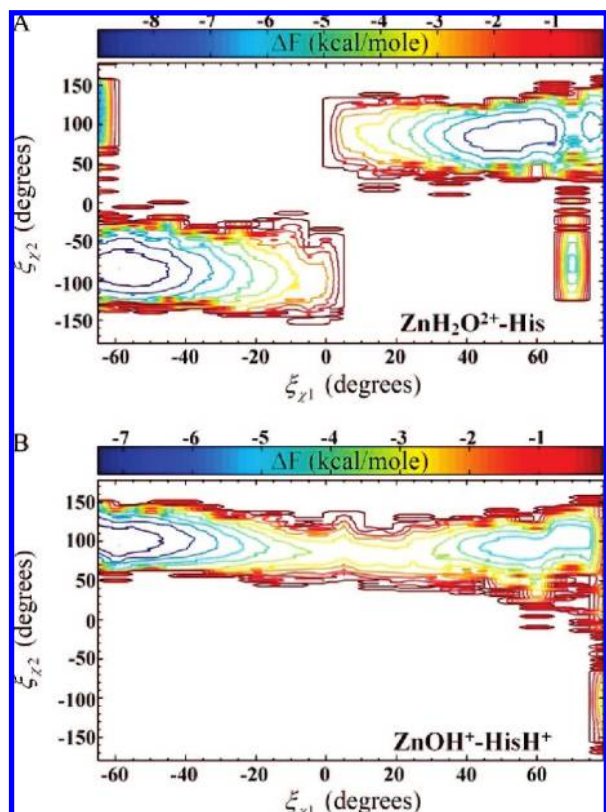 A
-8 -7 -6 -5 -4 -3 -2 -1
ΔF (kcal/mole)
150
100
50
0
-50
-100
-150
ξχ2 (degrees)
ZnH₂O²⁺-His
-60 -40 -20 0 20 40 60
ξχ1 (degrees)
B
-7 -6 -5 -4 -3 -2 -1
ΔF (kcal/mole)
150
100
50
0
-50
-100
-150
ξχ2 (degrees)
ZnOH⁺-HisH⁺
-60 -40 -20 0 20 40 60
ξχ1 (degrees)